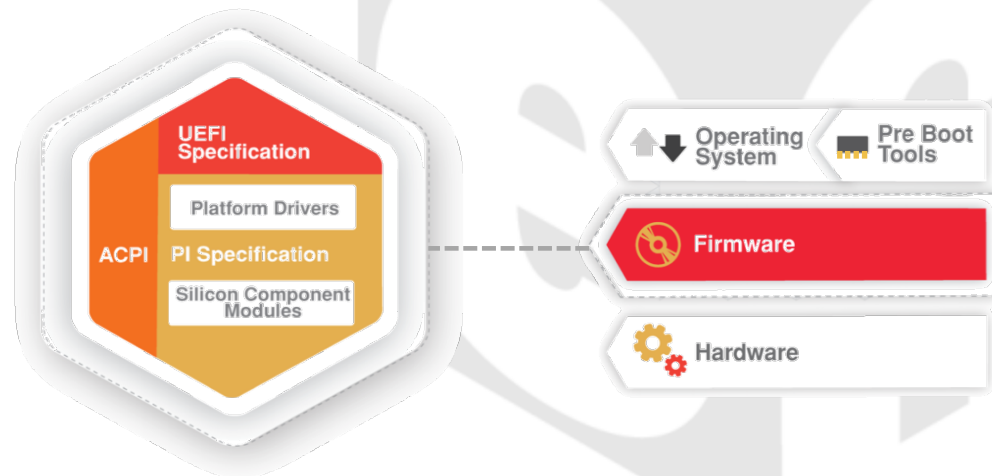 UEFI
Specification
Platform Drivers
ACPI
PI Specification
Silicon Component
Modules
Operating
System
Pre Boot
Tools
Firmware
Hardware